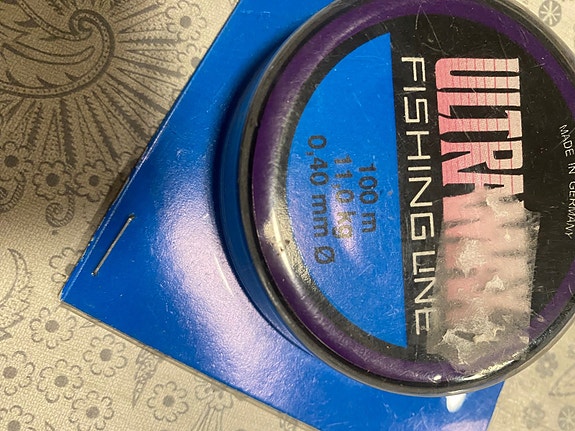 MADE IN GERMANY
ULTRA
FISHING LINE
100 m
11,0 kg
0,40 mm Ø